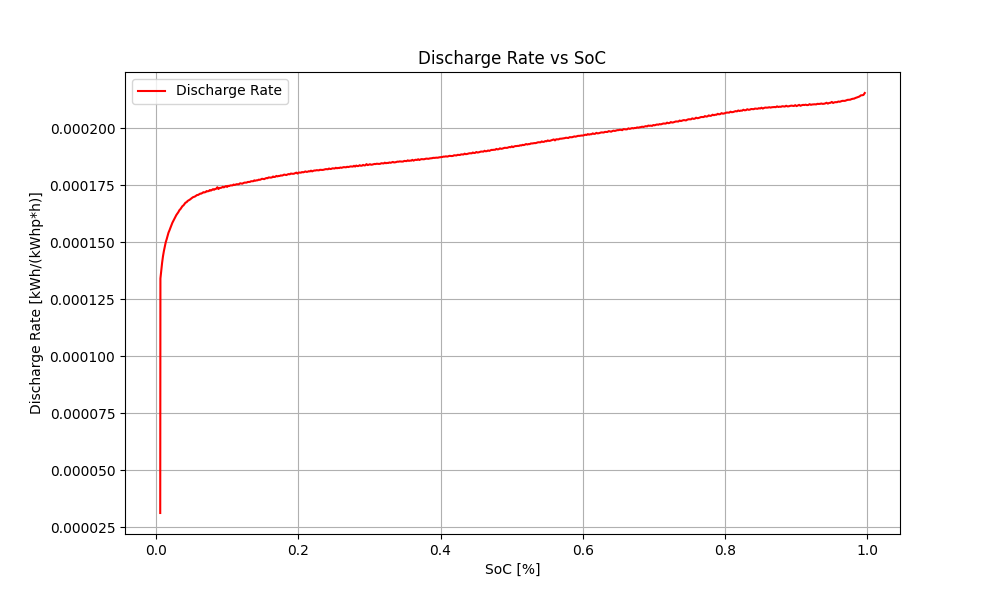 Discharge Rate vs SoC
Discharge Rate
0.000200
0.000175
0.000150
0.000125
0.000100
0.000075
0.000050
0.000025
Discharge Rate [kWh/(kWhp*h)]
0.0 0.2 0.4 0.6 0.8 1.0
SoC [%]